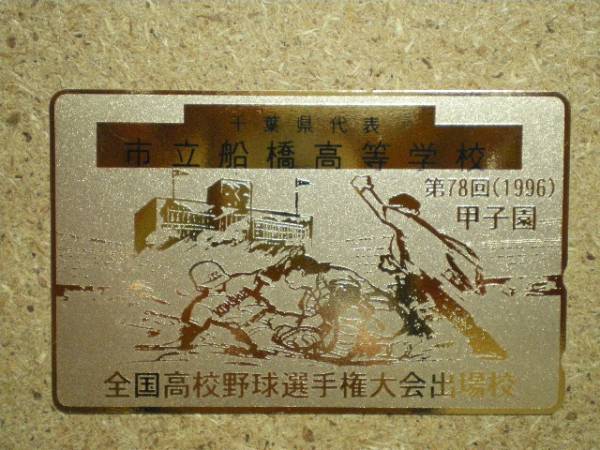 千葉県代表
市立船橋高等学校
第78回(1996)
甲子園
全国高校野球選手権大会出場校